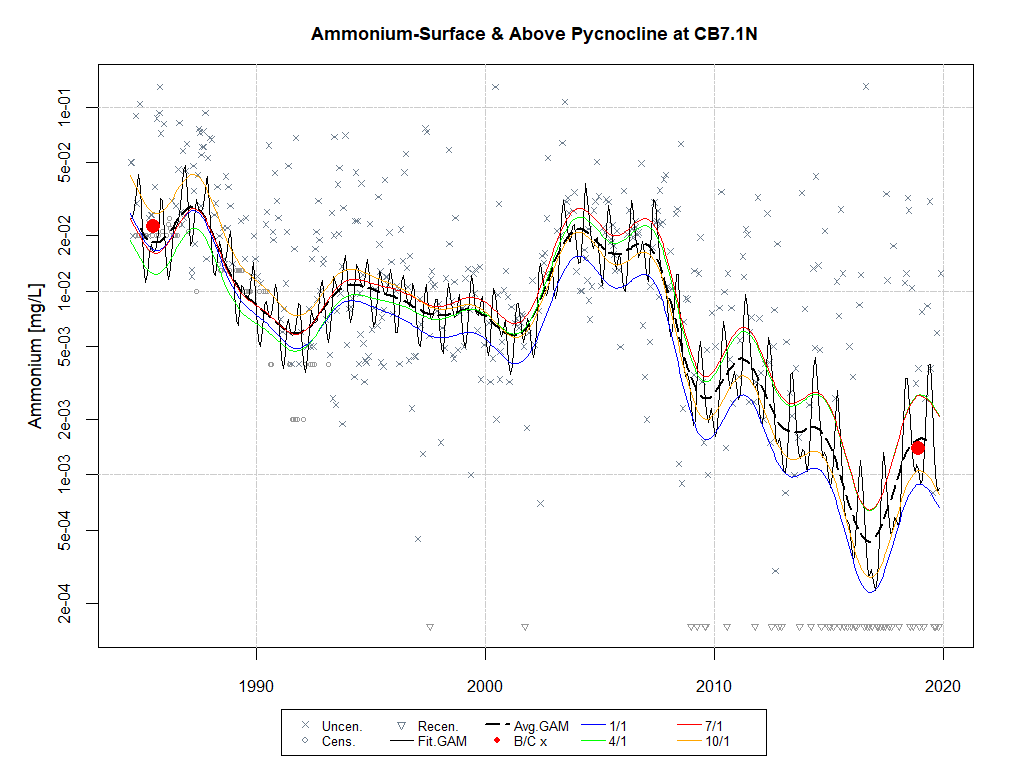 Ammonium-Surface & Above Pycnocline at CB7.1N
Ammonium [mg/L]
1e-01
5e-02
2e-02
1e-02
5e-03
2e-03
1e-03
5e-04
2e-04
1990 2000 2010 2020
Uncen. Recen. Avg.GAM 1/1 7/1
Cens. Fit.GAM B/C x 4/1 10/1